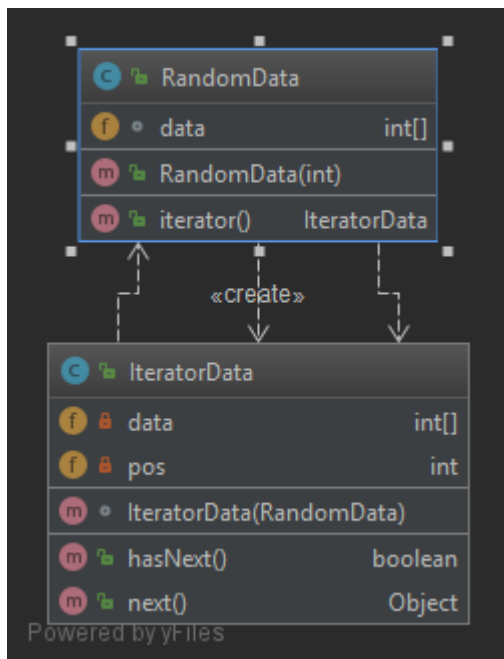 RandomData
data int[]
RandomData(int)
iterator() IteratorData
«create»
IteratorData
data int[]
pos int
IteratorData(RandomData)
hasNext() boolean
next() Object
Powered by yFiles